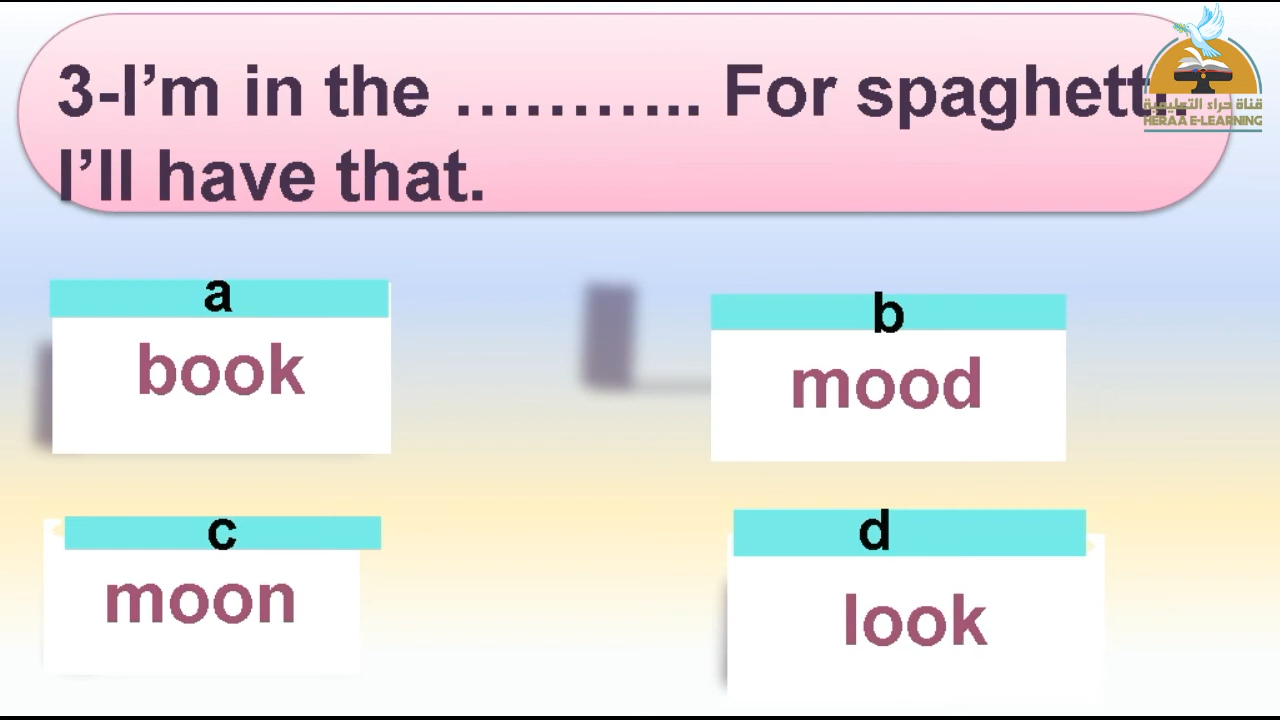 3-I’m in the ……….. For spaghetti.
I’ll have that.
قناة حراء التعليمية
HERAA E-LEARNING
a
book
b
mood
c
moon
d
look